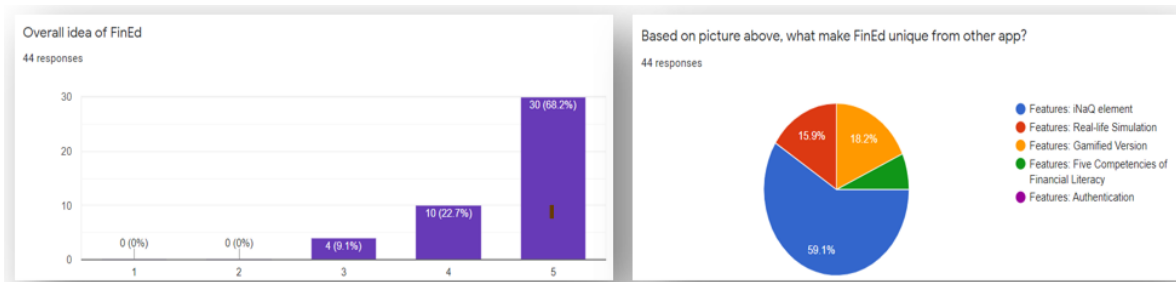 Overall idea of FinEd
44 responses
30
20
10
0
0 (0%)
0 (0%)
4 (9.1%)
10 (22.7%)
30 (68.2%)
1
2
3
4
5
Based on picture above, what make FinEd unique from other app?
44 responses
15.9%
18.2%
59.1%
Features: iNaQ element
Features: Real-life Simulation
Features: Gamified Version
Features: Five Competencies of
Financial Literacy
Features: Authentication